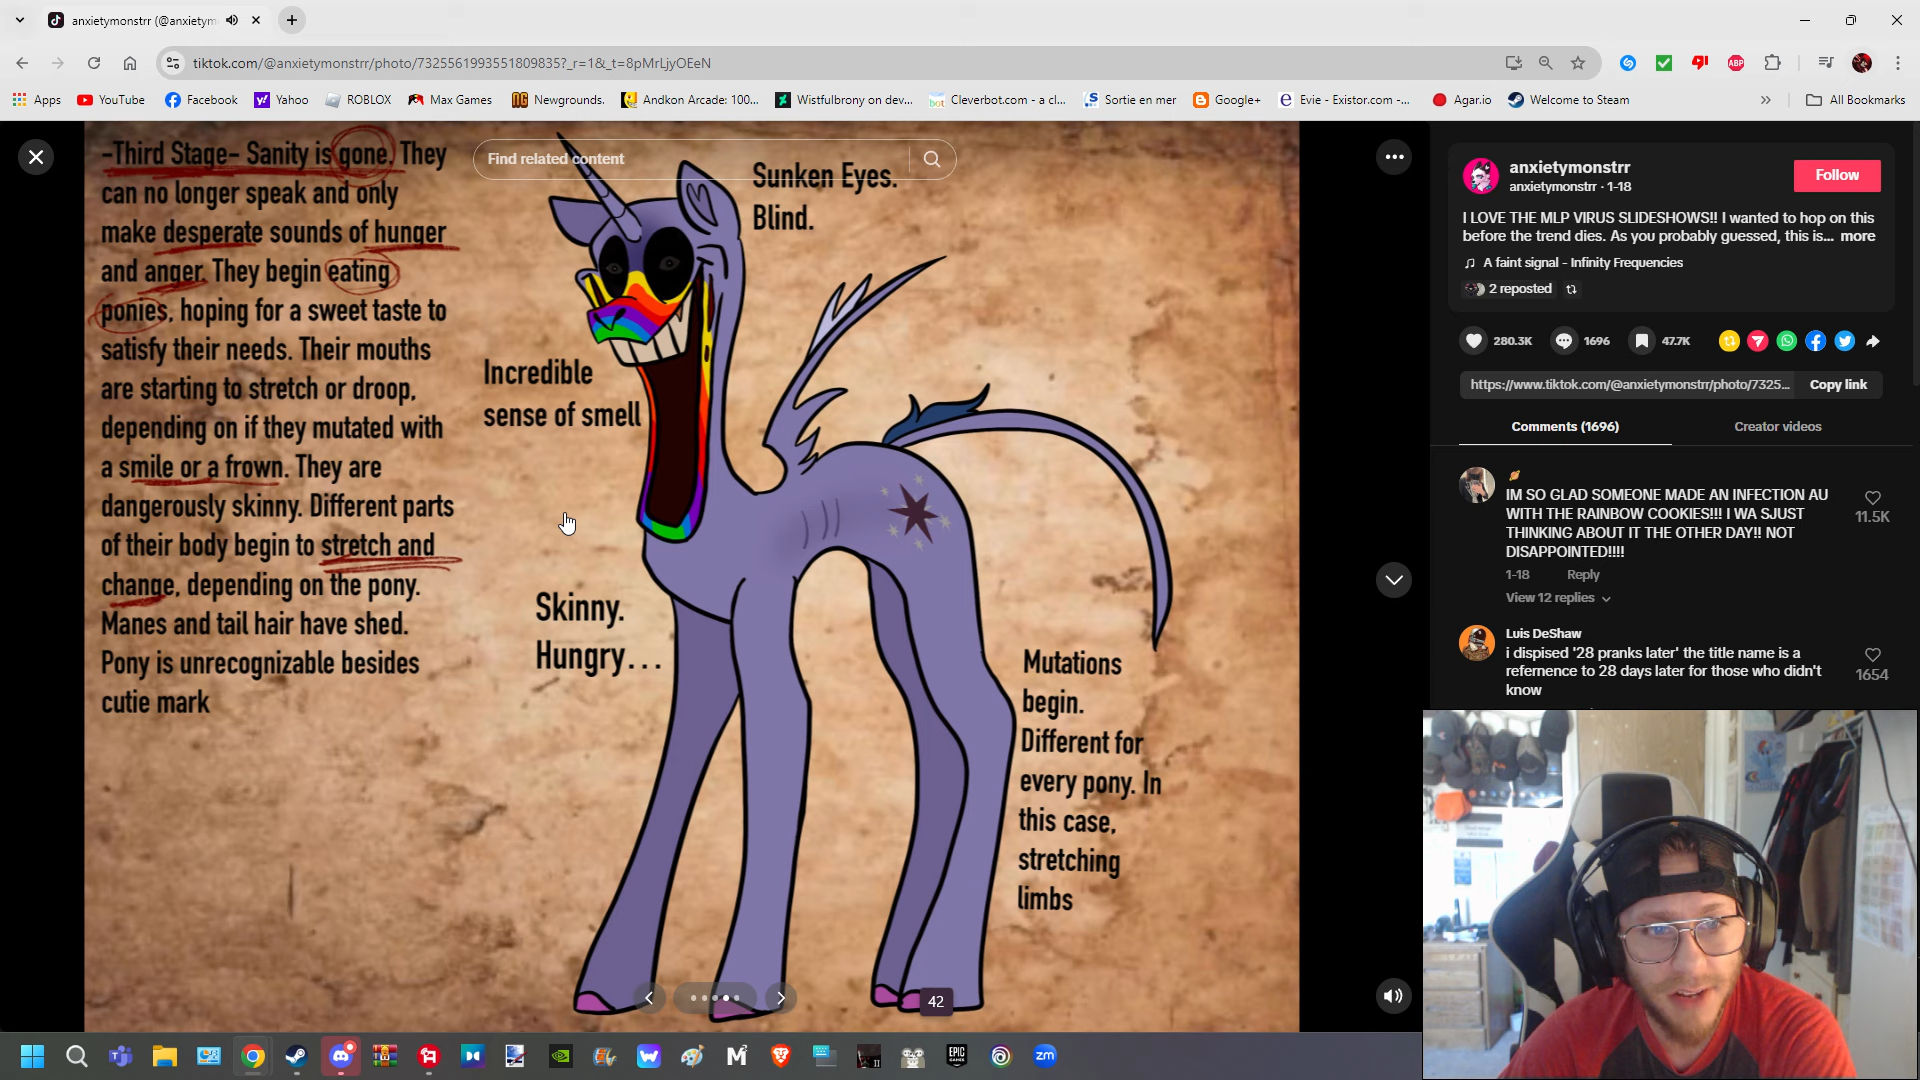 anxietymonstrr (@anxietym
tiktok.com/@anxietymonstrr/photo/7325561993551809835?_r=1&_t=8pMrLjyOEeN
Apps
YouTube
Facebook
Yahoo
ROBLOX
Max Games
Newgrounds.
Andkon Arcade: 100...
Wistfulbrony on dev...
Cleverbot.com - a cl...
Sortie en mer
Google+
Evie - Existor.com -...
Agar.io
Welcome to Steam
All Bookmarks
-Third Stage- Sanity is gone. They
can no longer speak and only
make desperate sounds of hunger
and anger. They begin eating
ponies, hoping for a sweet taste to
satisfy their needs. Their mouths
are starting to stretch or droop,
depending on if they mutated with
a smile or a frown. They are
dangerously skinny. Different parts
of their body begin to stretch and
change, depending on the pony.
Manes and tail hair have shed.
Pony is unrecognizable besides
cutie mark
Find related content
Sunken Eyes.
Blind.
Incredible
sense of smell
Skinny.
Hungry...
Mutations
begin.
Different for
every pony. In
this case,
stretching
limbs
42
anxietymonstrr
anxietymonstrr · 1-18
Follow
I LOVE THE MLP VIRUS SLIDESHOWS!! I wanted to hop on this
before the trend dies. As you probably guessed, this is... more
A faint signal - Infinity Frequencies
2 reposted
280.3K
1696
47.7K
https://www.tiktok.com/@anxietymonstrr/photo/7325...
Copy link
Comments (1696)
Creator videos
IM SO GLAD SOMEONE MADE AN INFECTION AU
WITH THE RAINBOW COOKIES!!! I WA SJUST
THINKING ABOUT IT THE OTHER DAY!! NOT
DISAPPOINTED!!!!
11.5K
1-18
Reply
View 12 replies
Luis DeShaw
i dispised '28 pranks later' the title name is a
refernence to 28 days later for those who didn't
know
1654
ABP
EPIC
GAMES
zm